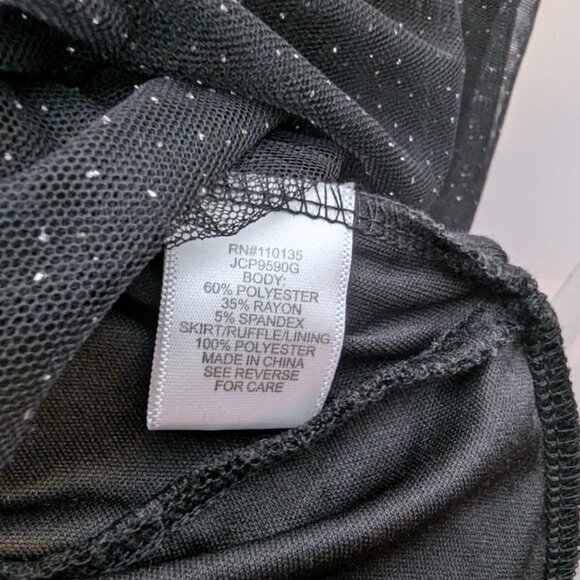 RN#110135
JCP9590G
BODY:
60% POLYESTER
35% RAYON
5% SPANDEX
SKIRT/RUFFLE/LINING
100% POLYESTER
MADE IN CHINA
SEE REVERSE
FOR CARE